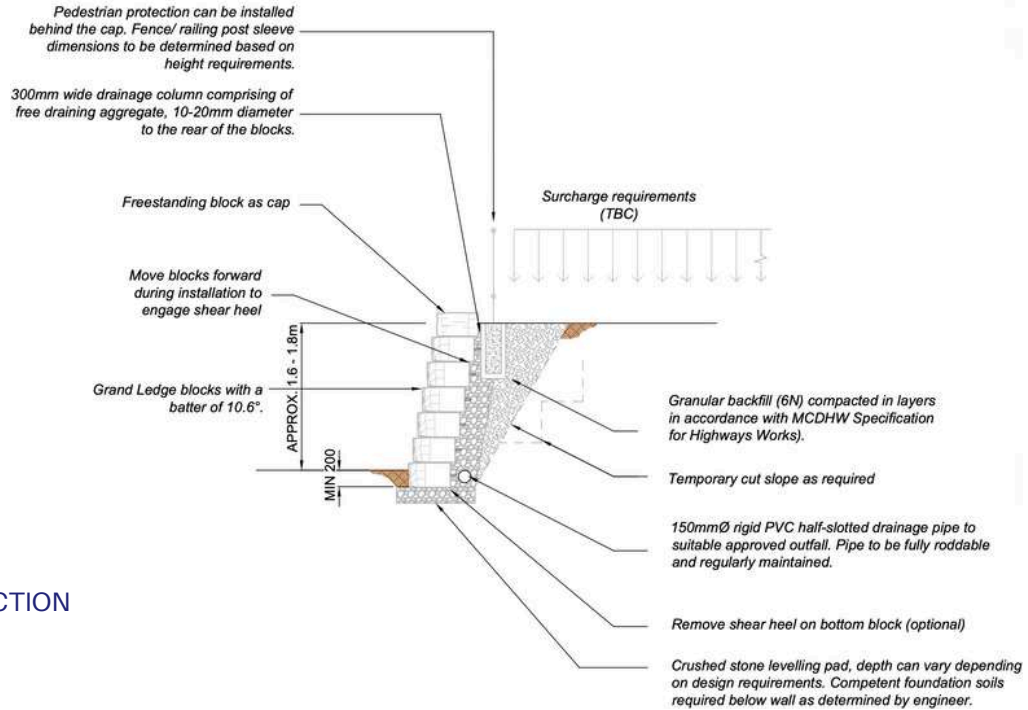 Pedestrian protection can be installed
behind the cap. Fence/ railing post sleeve
dimensions to be determined based on
height requirements.
300mm wide drainage column comprising of
free draining aggregate, 10-20mm diameter
to the rear of the blocks.
Freestanding block as cap
Surcharge requirements
(TBC)
Move blocks forward
during installation to
engage shear heel
APPROX. 1.6 - 1.8m
Grand Ledge blocks with a
batter of 10.6°.
MIN 200
Granular backfill (6N) compacted in layers
in accordance with MCDHW Specification
for Highways Works).
Temporary cut slope as required
150mmØ rigid PVC half-slotted drainage pipe to
suitable approved outfall. Pipe to be fully roddable
and regularly maintained.
CTION
Remove shear heel on bottom block (optional)
Crushed stone levelling pad, depth can vary depending
on design requirements. Competent foundation soils
required below wall as determined by engineer.